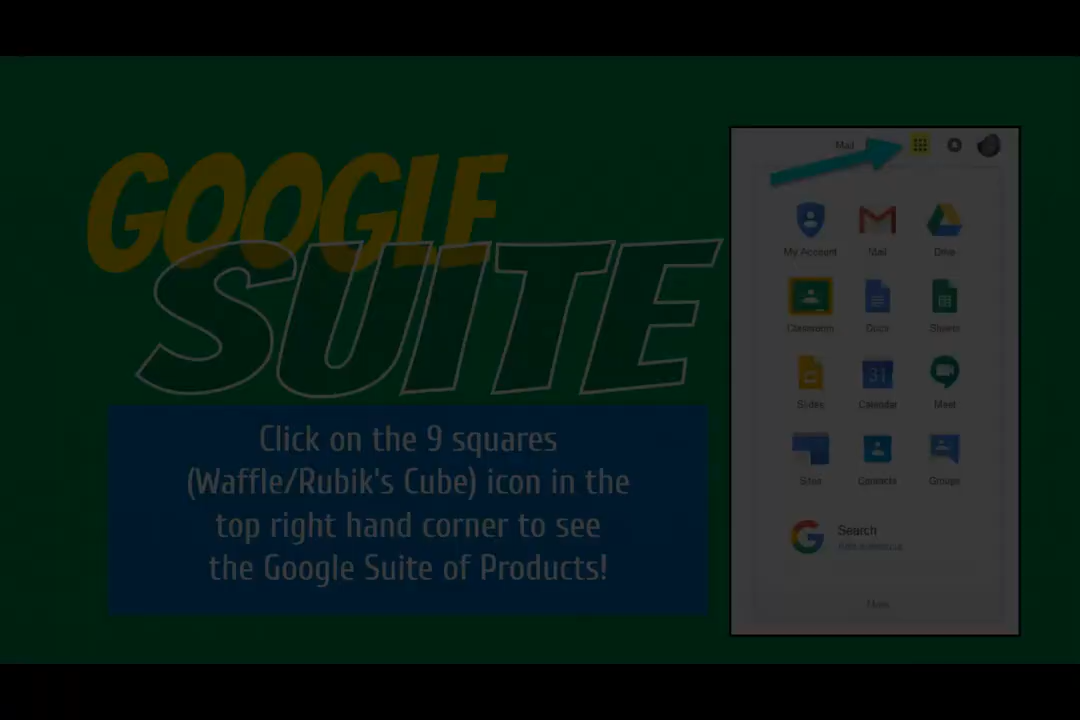 GOOGLE
SUITE
Click on the 9 squares
(Waffle/Rubik's Cube) icon in the
top right hand corner to see
the Google Suite of Products!
Mail
My Account Mail Drive
Classroom Docs Sheets
31
Slides Calendar Meet
Sites Contacts Groups
Search
More